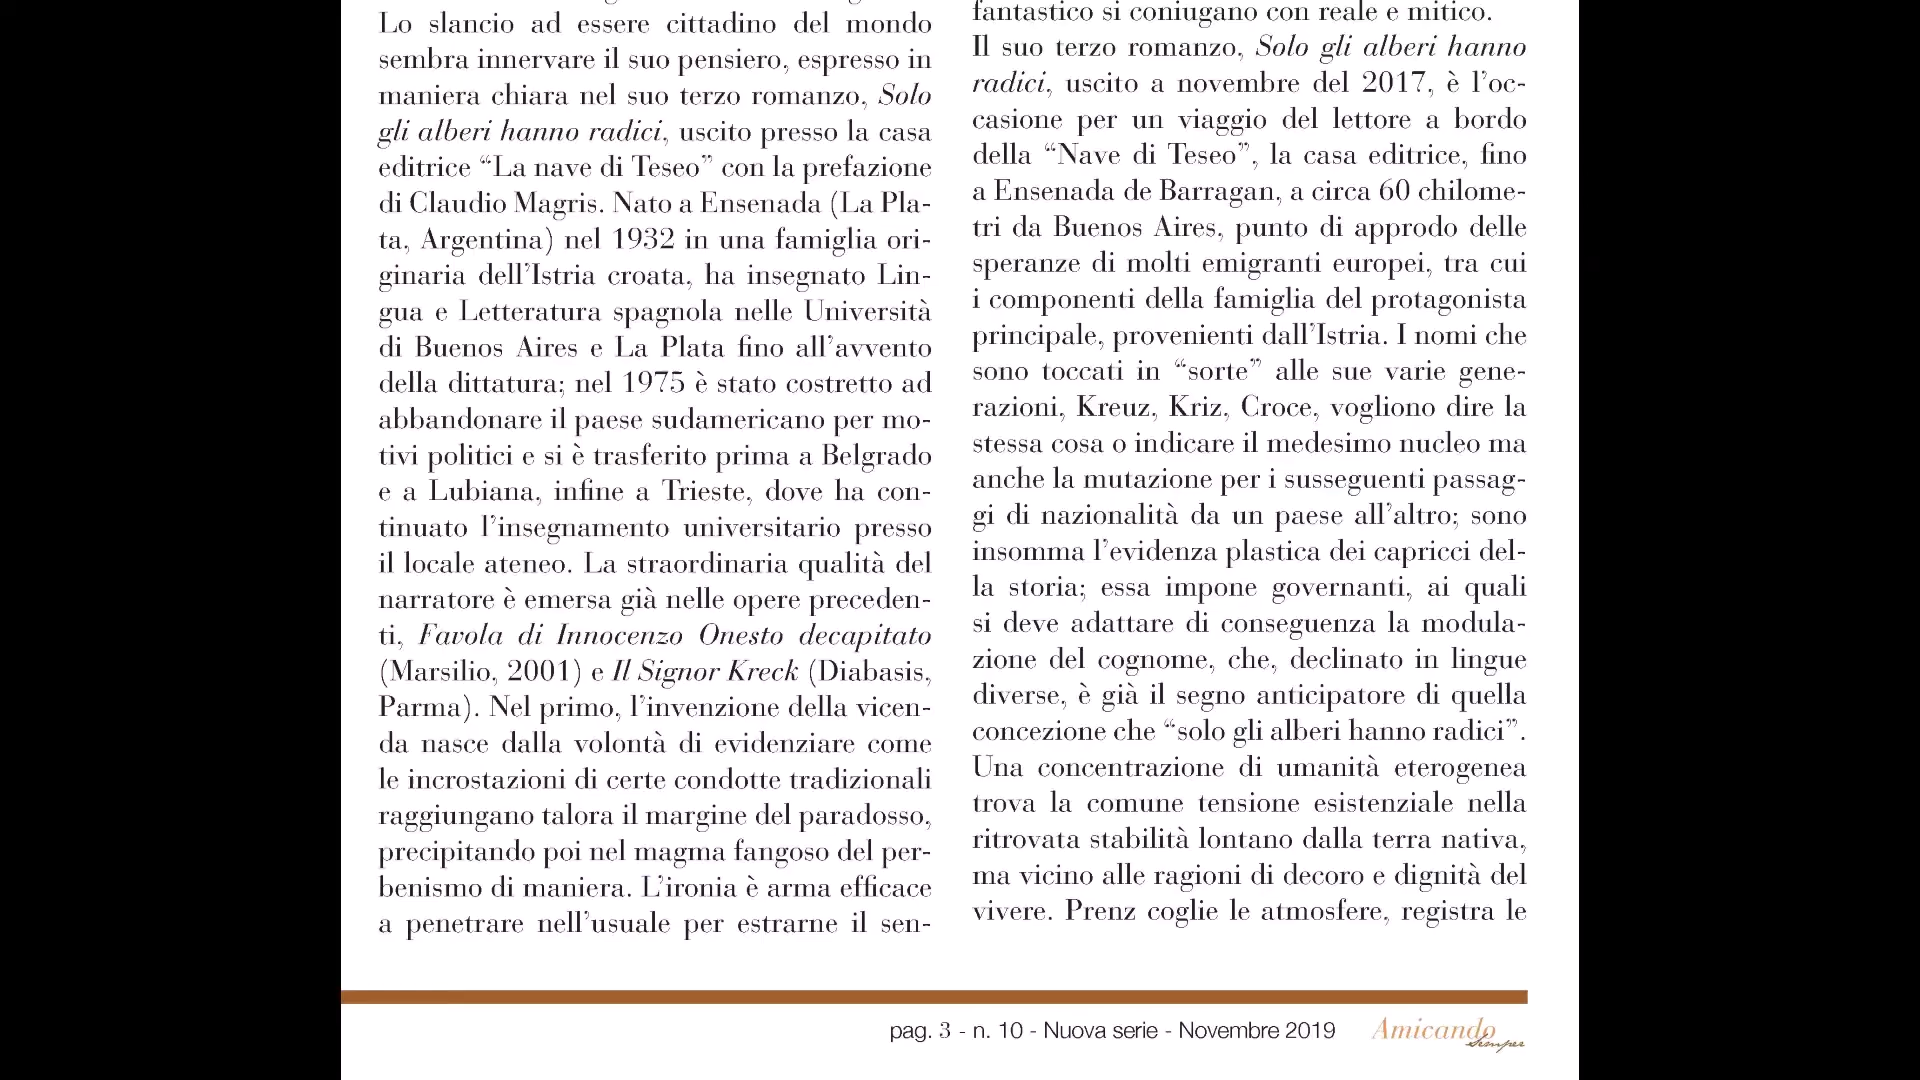 Lo slancio ad essere cittadino del mondo
sembra innervare il suo pensiero, espresso in
maniera chiara nel suo terzo romanzo, Solo
gli alberi hanno radici, uscito presso la casa
editrice “La nave di Teseo” con la prefazione
di Claudio Magris. Nato a Ensenada (La Pla-
ta, Argentina) nel 1932 in una famiglia ori-
ginaria dell’Istria croata, ha insegnato Lin-
gua e Letteratura spagnola nelle Università
di Buenos Aires e La Plata fino all’avvento
della dittatura; nel 1975 è stato costretto ad
abbandonare il paese sudamericano per mo-
tivi politici e si è trasferito prima a Belgrado
e a Lubiana, infine a Trieste, dove ha con-
tinuato l’insegnamento universitario presso
il locale ateneo. La straordinaria qualità del
narratore è emersa già nelle opere preceden-
ti, Favola di Innocenzo Onesto decapitato
(Marsilio, 2001) e Il Signor Kreck (Diabasis,
Parma). Nel primo, l’invenzione della vicen-
da nasce dalla volontà di evidenziare come
le incrostazioni di certe condotte tradizionali
raggiungano talora il margine del paradosso,
precipitando poi nel magma fangoso del per-
benismo di maniera. L’ironia è arma efficace
a penetrare nell’usuale per estrarne il sen-
fantastico si coniugano con reale e mitico.
Il suo terzo romanzo, Solo gli alberi hanno
radici, uscito a novembre del 2017, è l’oc-
casione per un viaggio del lettore a bordo
della “Nave di Teseo”, la casa editrice, fino
a Ensenada de Barragan, a circa 60 chilome-
tri da Buenos Aires, punto di approdo delle
speranze di molti emigranti europei, tra cui
i componenti della famiglia del protagonista
principale, provenienti dall’Istria. I nomi che
sono toccati in “sorte” alle sue varie gene-
razioni, Kreuz, Kriz, Croce, vogliono dire la
stessa cosa o indicare il medesimo nucleo ma
anche la mutazione per i susseguenti passag-
gi di nazionalità da un paese all’altro; sono
insomma l’evidenza plastica dei capricci del-
la storia; essa impone governanti, ai quali
si deve adattare di conseguenza la modula-
zione del cognome, che, declinato in lingue
diverse, è già il segno anticipatore di quella
concezione che “solo gli alberi hanno radici”.
Una concentrazione di umanità eterogenea
trova la comune tensione esistenziale nella
ritrovata stabilità lontano dalla terra nativa,
ma vicino alle ragioni di decoro e dignità del
vivere. Prenz coglie le atmosfere, registra le
pag. 3 - n. 10 - Nuova serie - Novembre 2019
Amicando
Semper